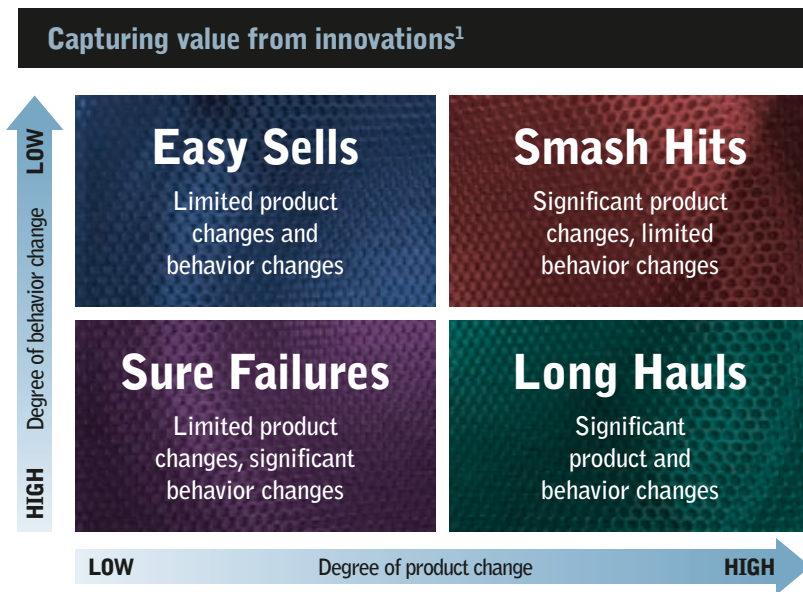 Capturing value from innovations¹
LOW
Degree of behavior change
HIGH
Easy Sells
Limited product
changes and
behavior changes
Smash Hits
Significant product
changes, limited
behavior changes
Sure Failures
Limited product
changes, significant
behavior changes
Long Hauls
Significant
product and
behavior changes
LOW
Degree of product change
HIGH